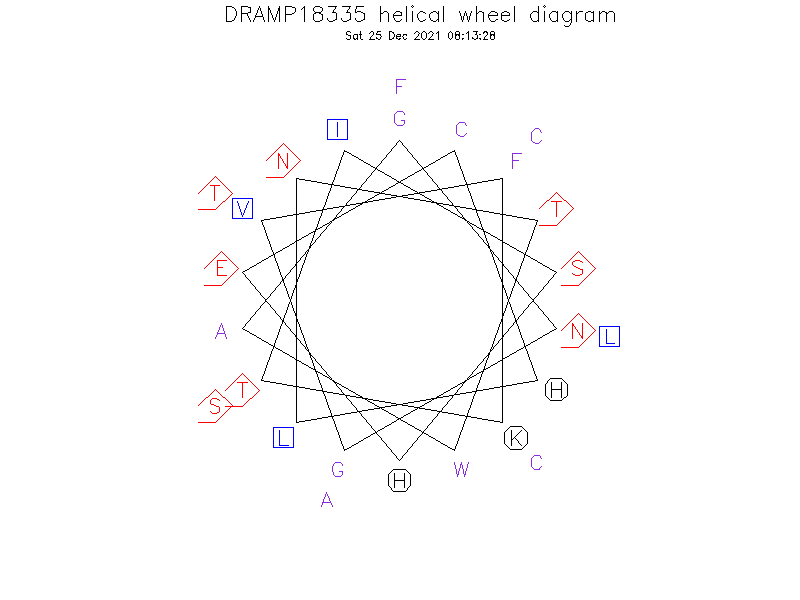 DRAMP18335 helical wheel diagram
Sat 25 Dec 2021 08:13:28
F
G
I
C
C
N
F
T
V
T
E
S
A
N
L
T
S
H
L
K
G
H
W
C
A